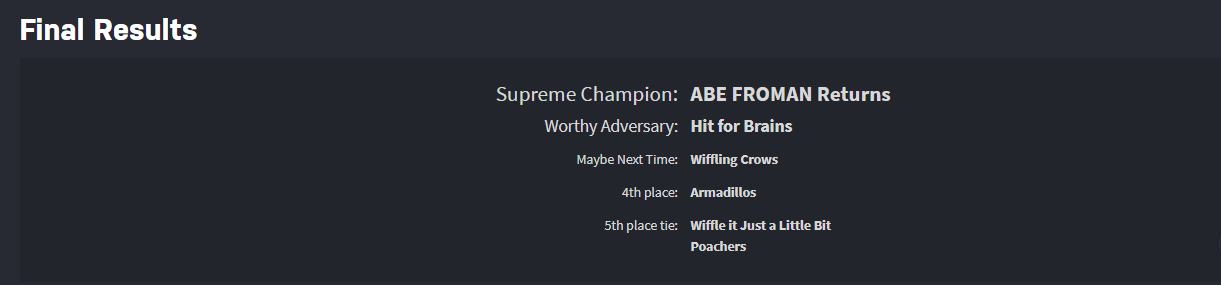 Final Results
Supreme Champion: ABE FROMAN Returns
Worthy Adversary: Hit for Brains
Maybe Next Time: Wiffling Crows
4th place: Armadillos
5th place tie: Wiffle it Just a Little Bit
Poachers